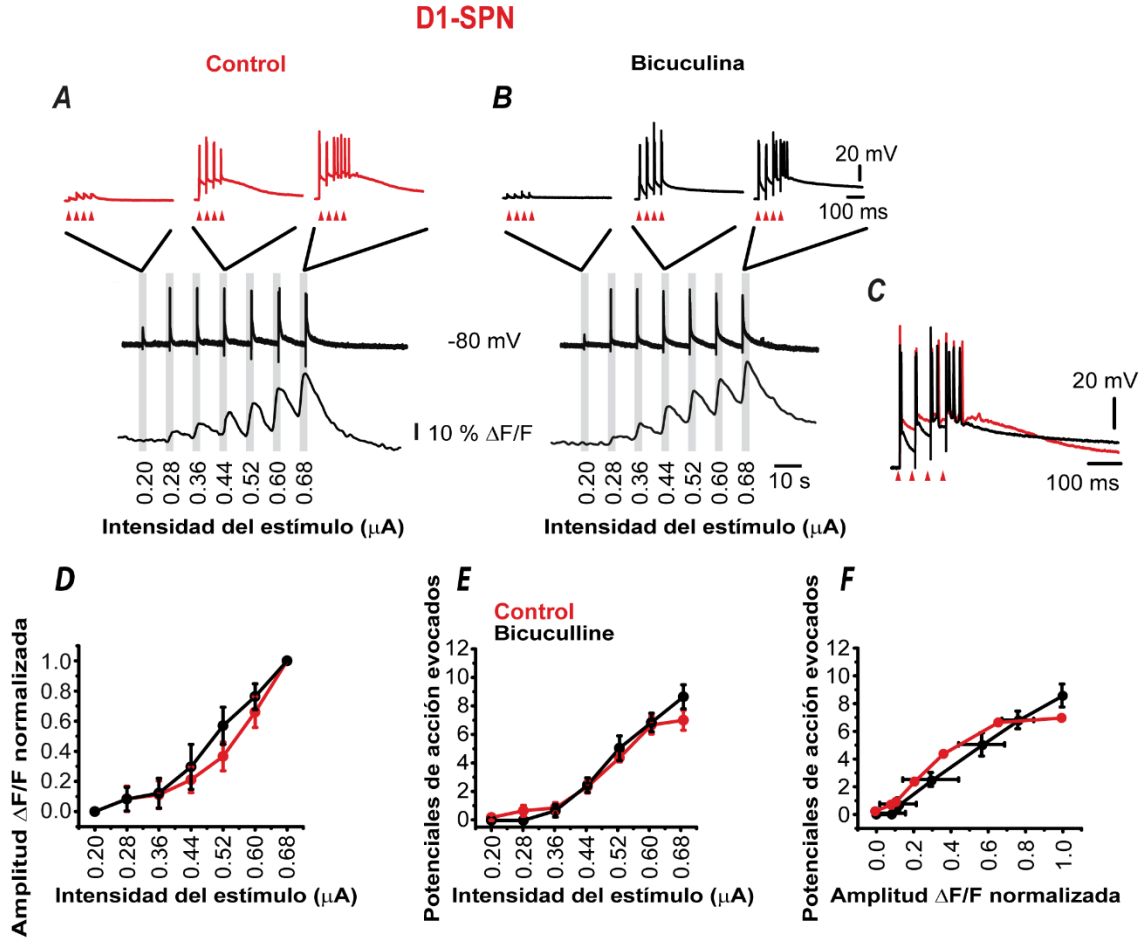 D1-SPN
Control
Bicuculina
A
B
20 mV
100 ms
C
-80 mV
20 mV
10 % ΔF/F
100 ms
0.20 0.28 0.36 0.44 0.52 0.60 0.68
0.20 0.28 0.36 0.44 0.52 0.60 0.68
10 s
Intensidad del estímulo (μA)
Intensidad del estímulo (μA)
D
Amplitud ΔF/F normalizada
1.0
0.8
0.6
0.4
0.2
0.0
0.20 0.28 0.36 0.44 0.52 0.60 0.68
Intensidad del estímulo (μA)
E
Control
Bicuculline
Potenciales de acción evocados
12
10
8
6
4
2
0
0.20 0.28 0.36 0.44 0.52 0.60 0.68
Intensidad del estímulo (μA)
F
Potenciales de acción evocados
12
10
8
6
4
2
0
0.0 0.2 0.4 0.6 0.8 1.0
Amplitud ΔF/F normalizada